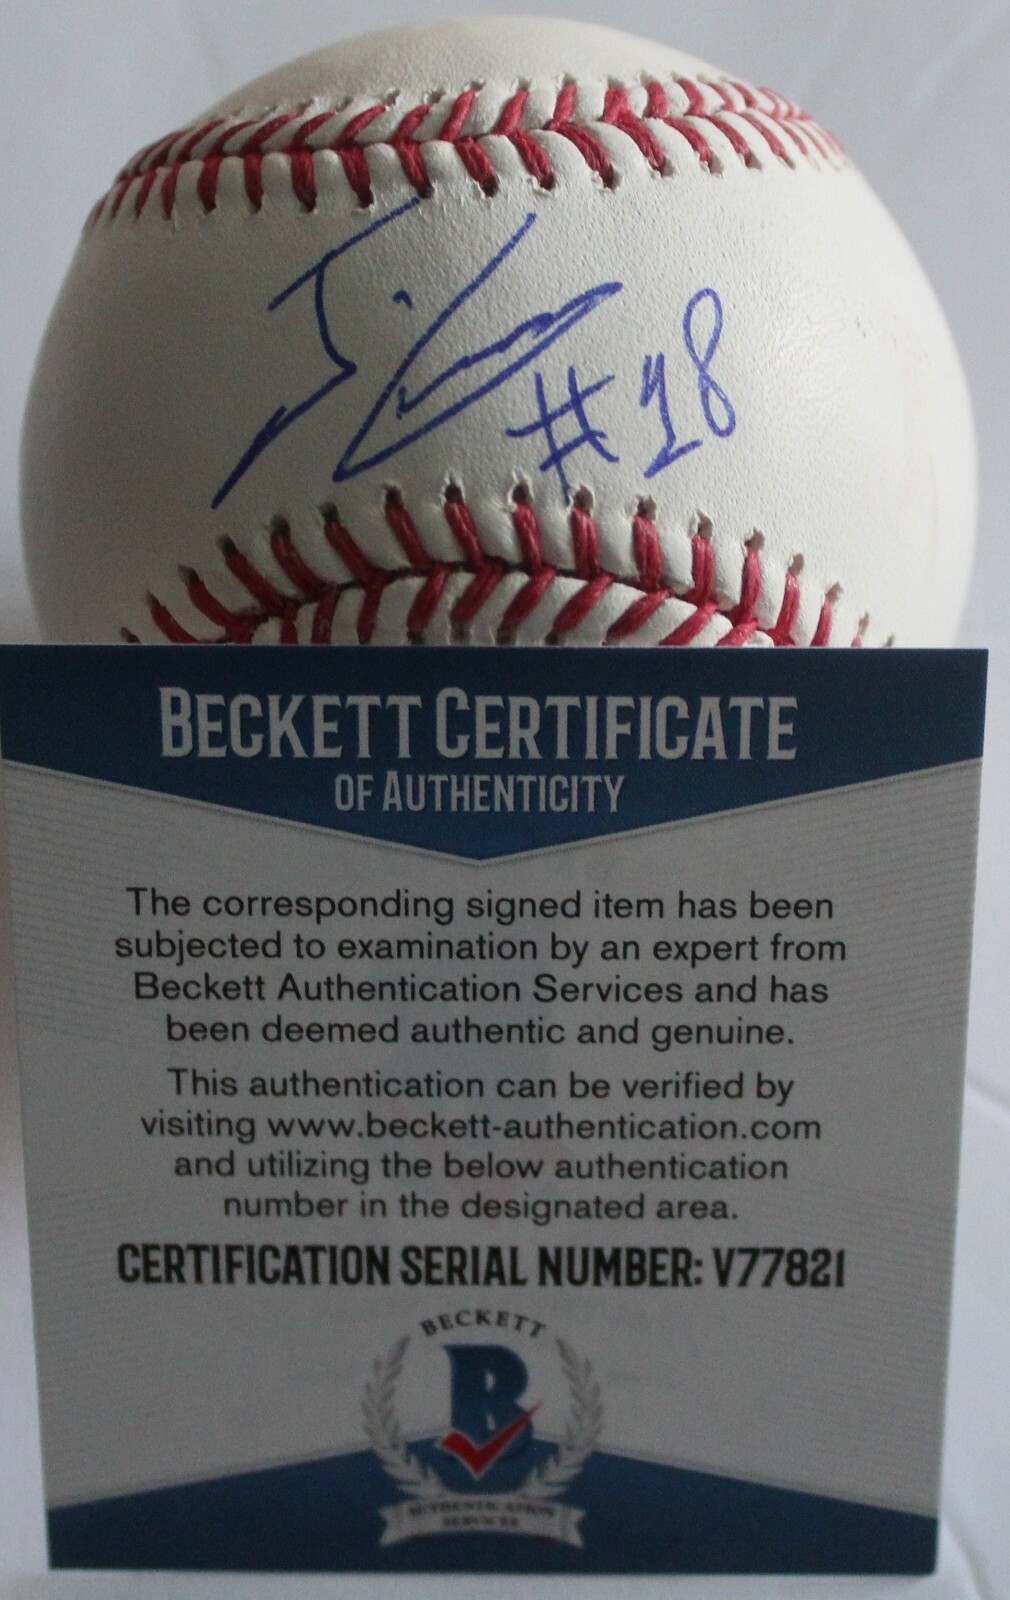 #18
BECKETT CERTIFICATE
OF AUTHENTICITY
The corresponding signed item has been
subjected to examination by an expert from
Beckett Authentication Services and has
been deemed authentic and genuine.
This authentication can be verified by
visiting www.beckett-authentication.com
and utilizing the below authentication
number in the designated area.
CERTIFICATION SERIAL NUMBER: V77821
BECKETT
B
AUTHENTICATION
SERVICES